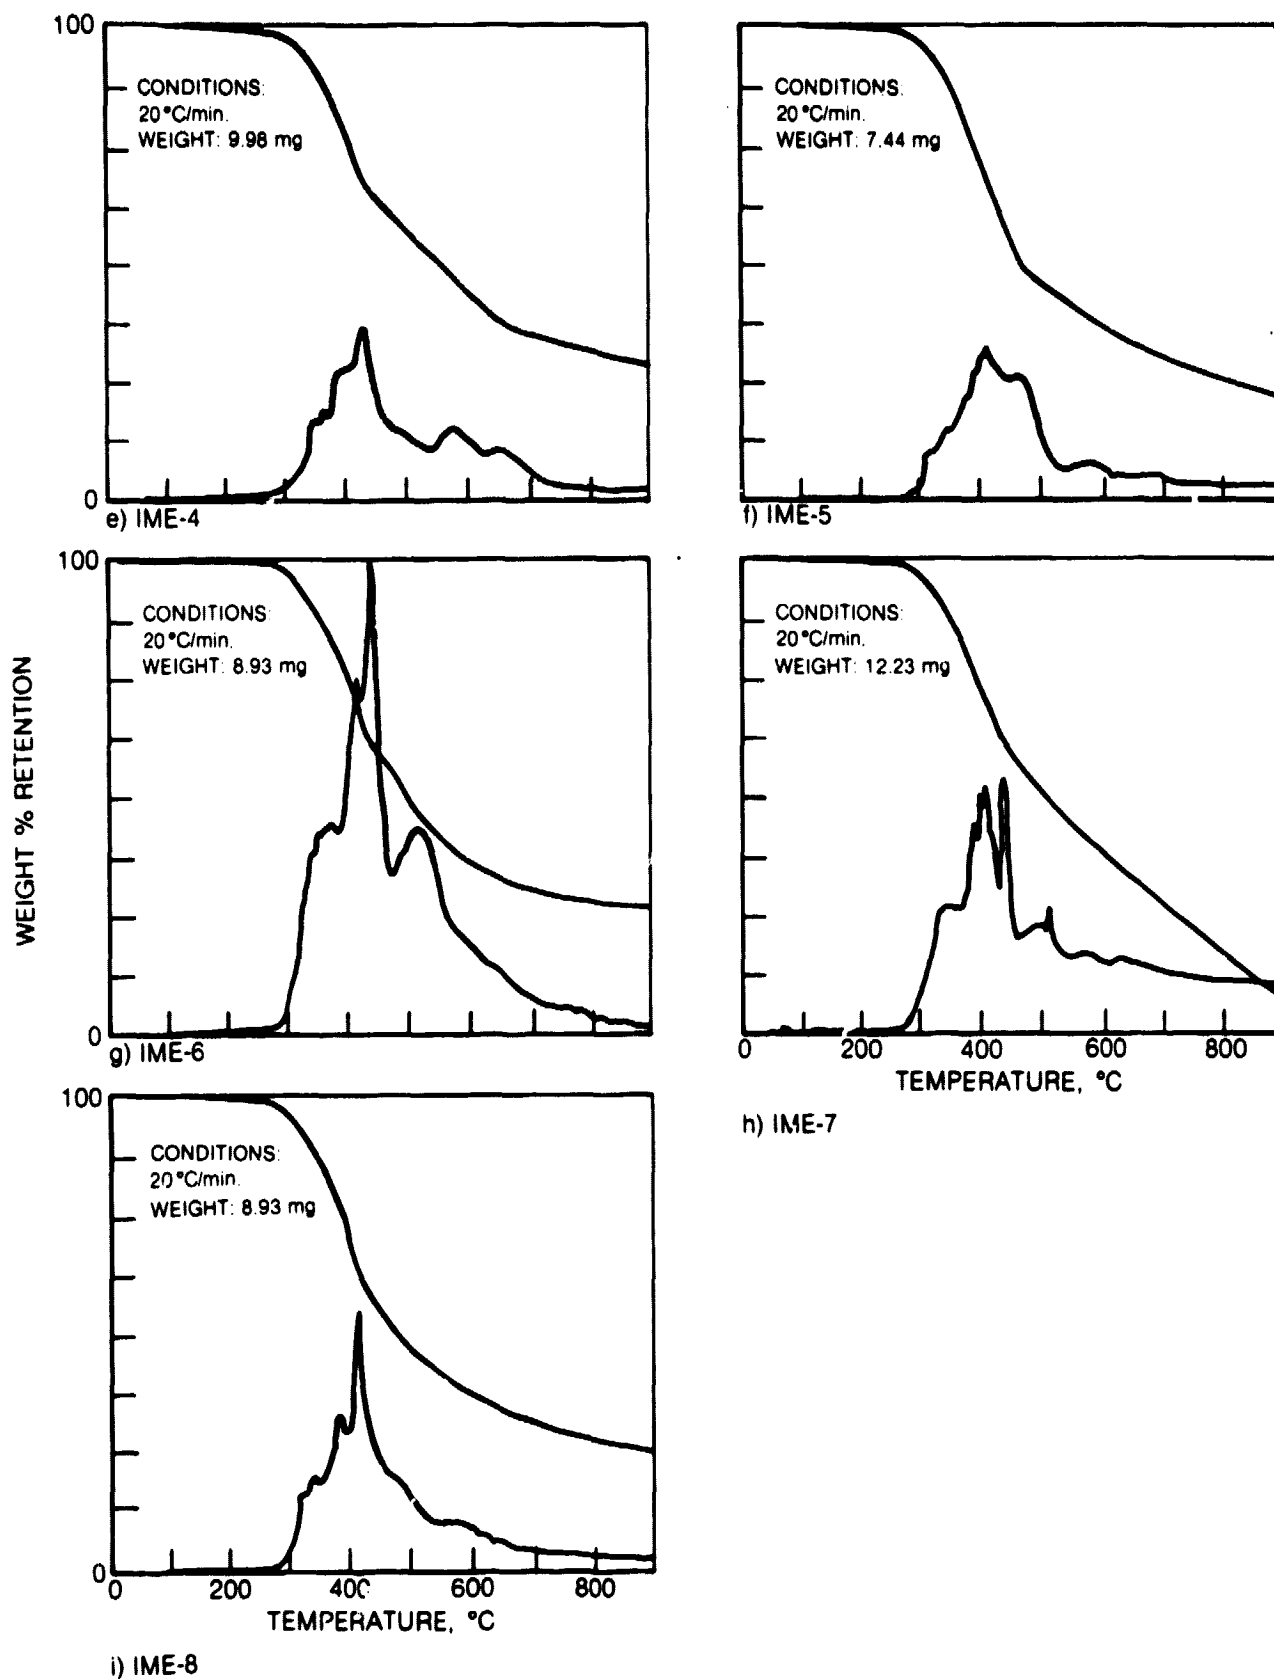 100
CONDITIONS:
20°C/min.
WEIGHT: 9.98 mg
0
e) IME-4
CONDITIONS:
20°C/min.
WEIGHT: 7.44 mg
f) IME-5
WEIGHT % RETENTION
100
CONDITIONS:
20°C/min.
WEIGHT: 8.93 mg
0
g) IME-6
CONDITIONS:
20°C/min.
WEIGHT: 12.23 mg
0 200 400 600 800
TEMPERATURE, °C
h) IME-7
100
CONDITIONS:
20°C/min.
WEIGHT: 8.93 mg
0
0 200 400 600 800
TEMPERATURE, °C
i) IME-8